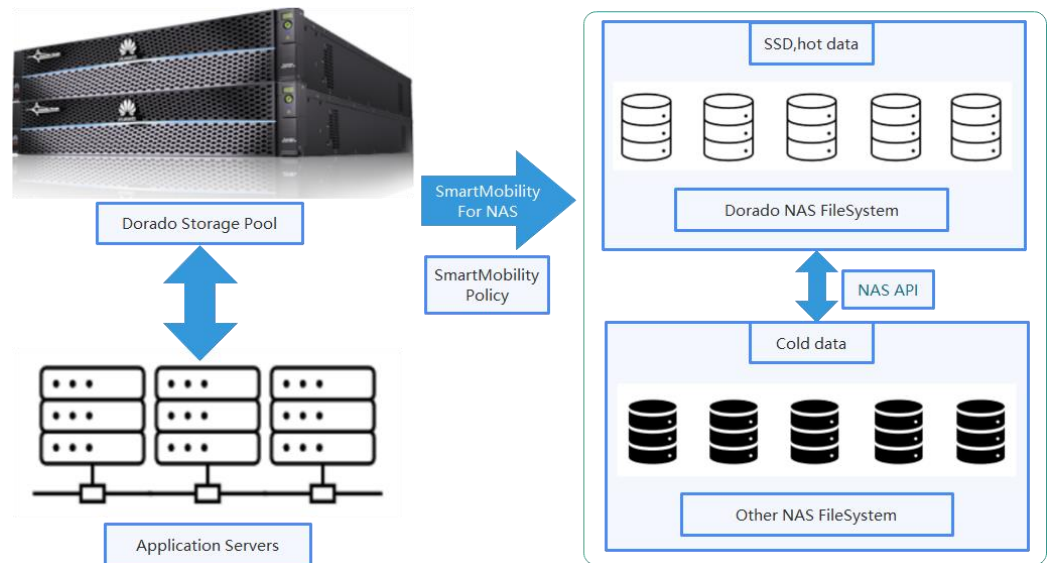 Dorado Storage Pool
Application Servers
SmartMobility
For NAS
SmartMobility
Policy
SSD,hot data
Dorado NAS FileSystem
NAS API
Cold data
Other NAS FileSystem